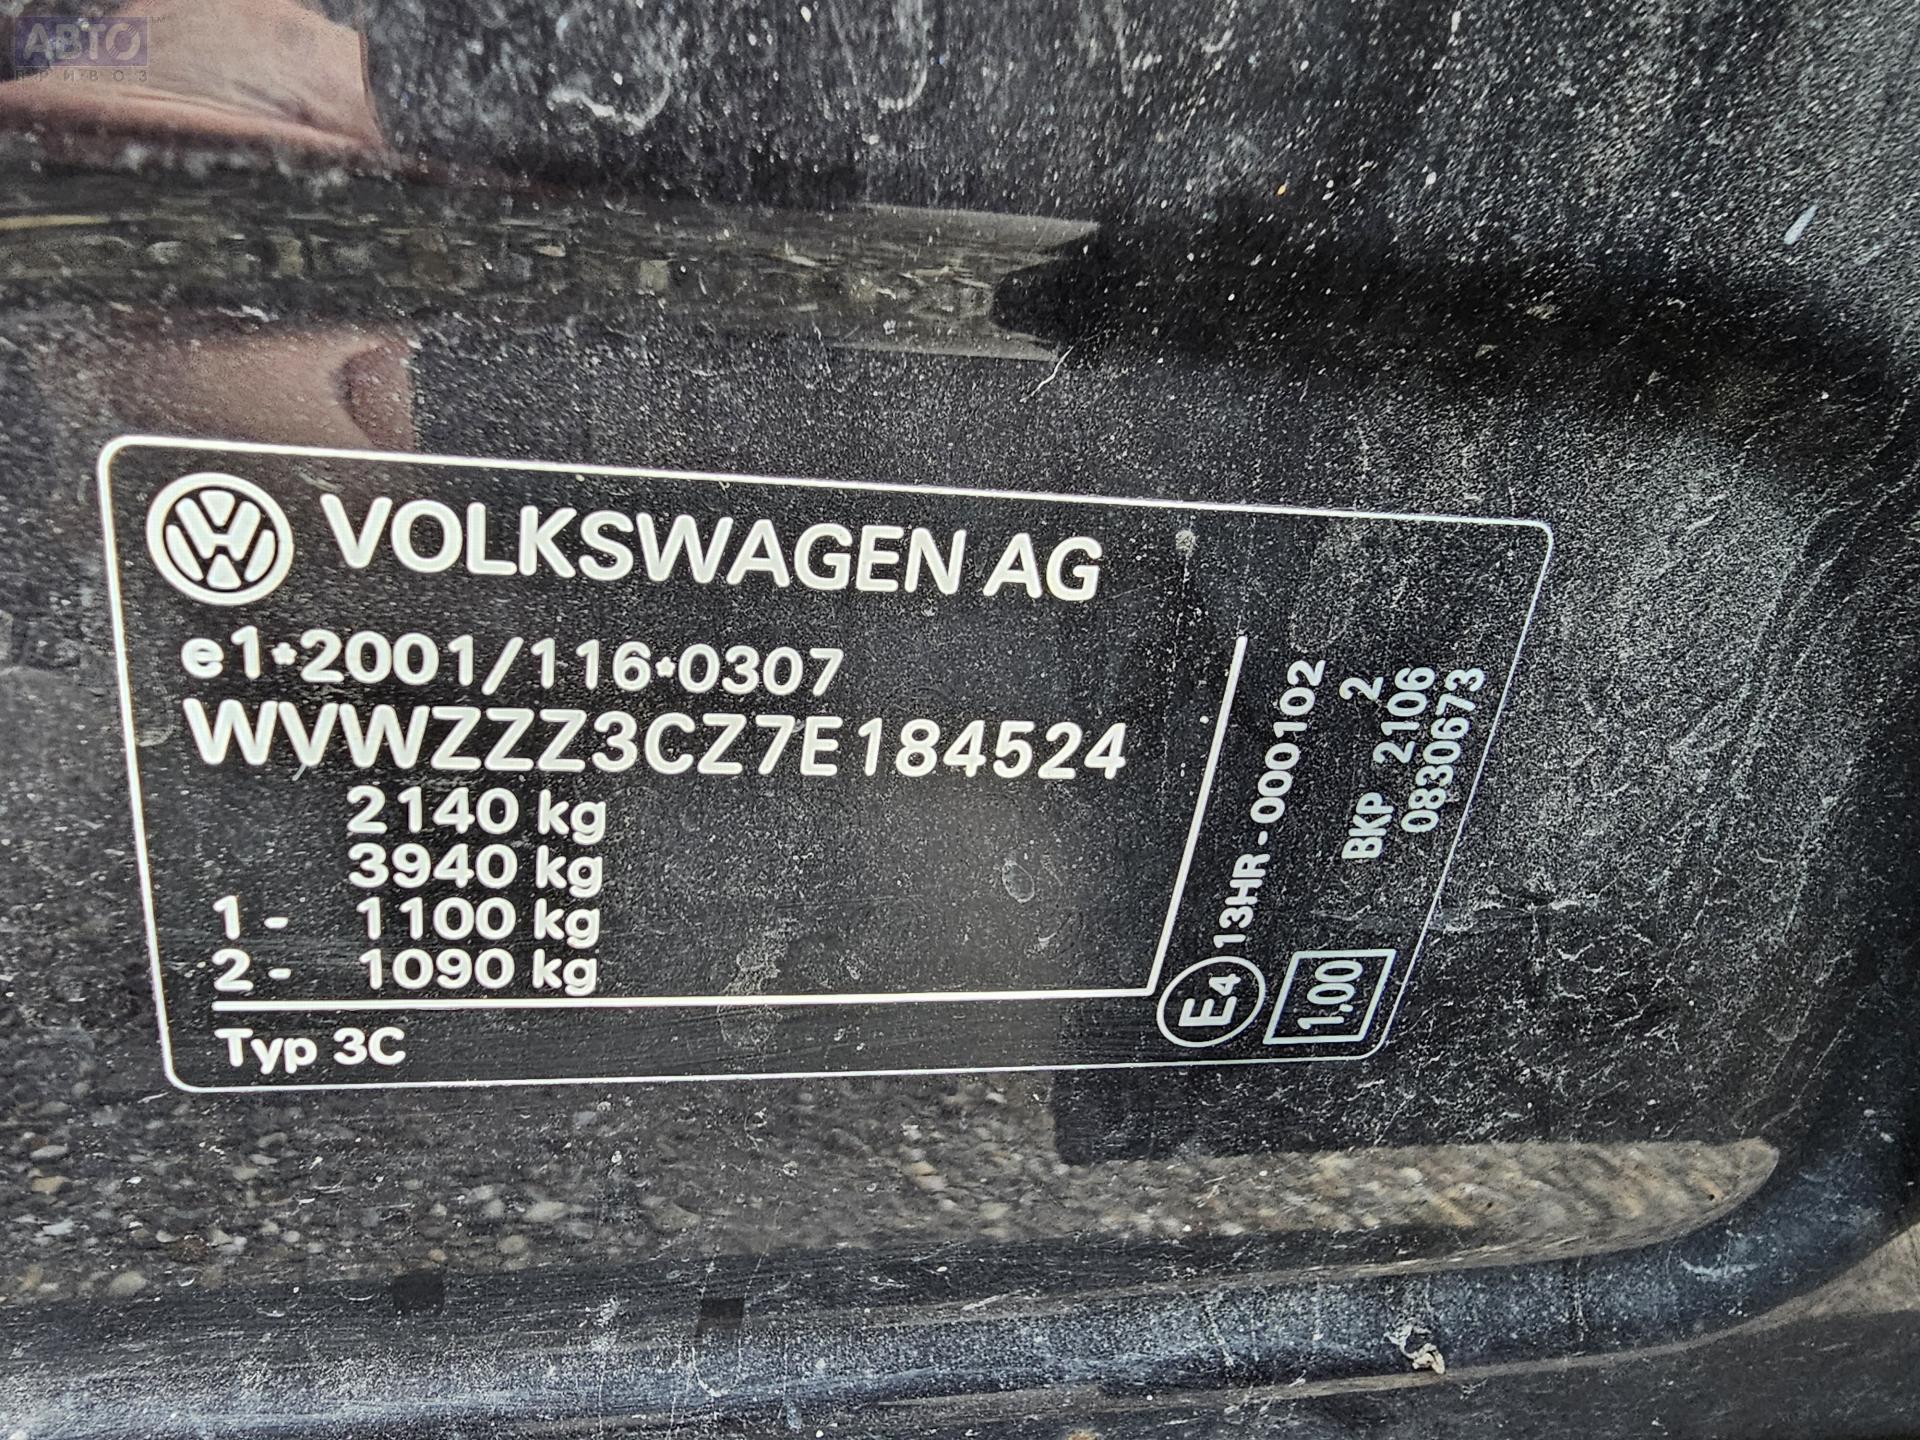 АВТО
ПРИВОЗ
VOLKSWAGEN AG
e1*2001/116*0307
WVWZZZ3CZ7E184524
2140 kg
3940 kg
1 - 1100 kg
2 - 1090 kg
Typ 3C
E4 13HR-000102
1,00
BKP 2
2106
0830673